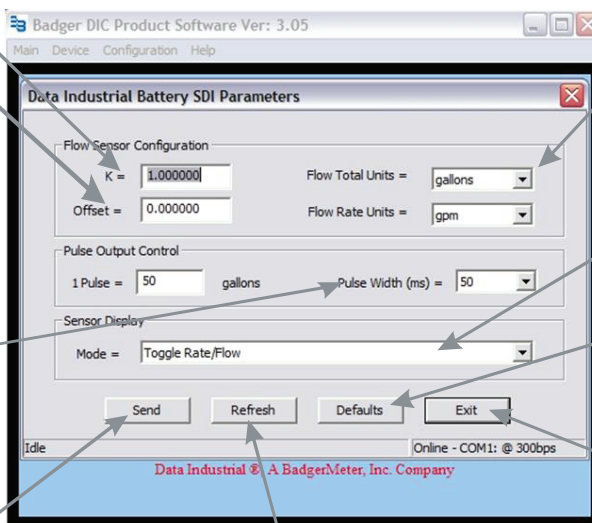 Badger DIC Product Software Ver: 3.05
Main Device Configuration Help
Data Industrial Battery SDI Parameters
Flow Sensor Configuration
K = 1.000000 Flow Total Units = gallons
Offset = 0.000000 Flow Rate Units = gpm
Pulse Output Control
1 Pulse = 50 gallons Pulse Width (ms) = 50
Sensor Display
Mode = Toggle Rate/Flow
Send Refresh Defaults Exit
Idle Online - COM1: @ 300bps
Data Industrial ®, A BadgerMeter, Inc. Company